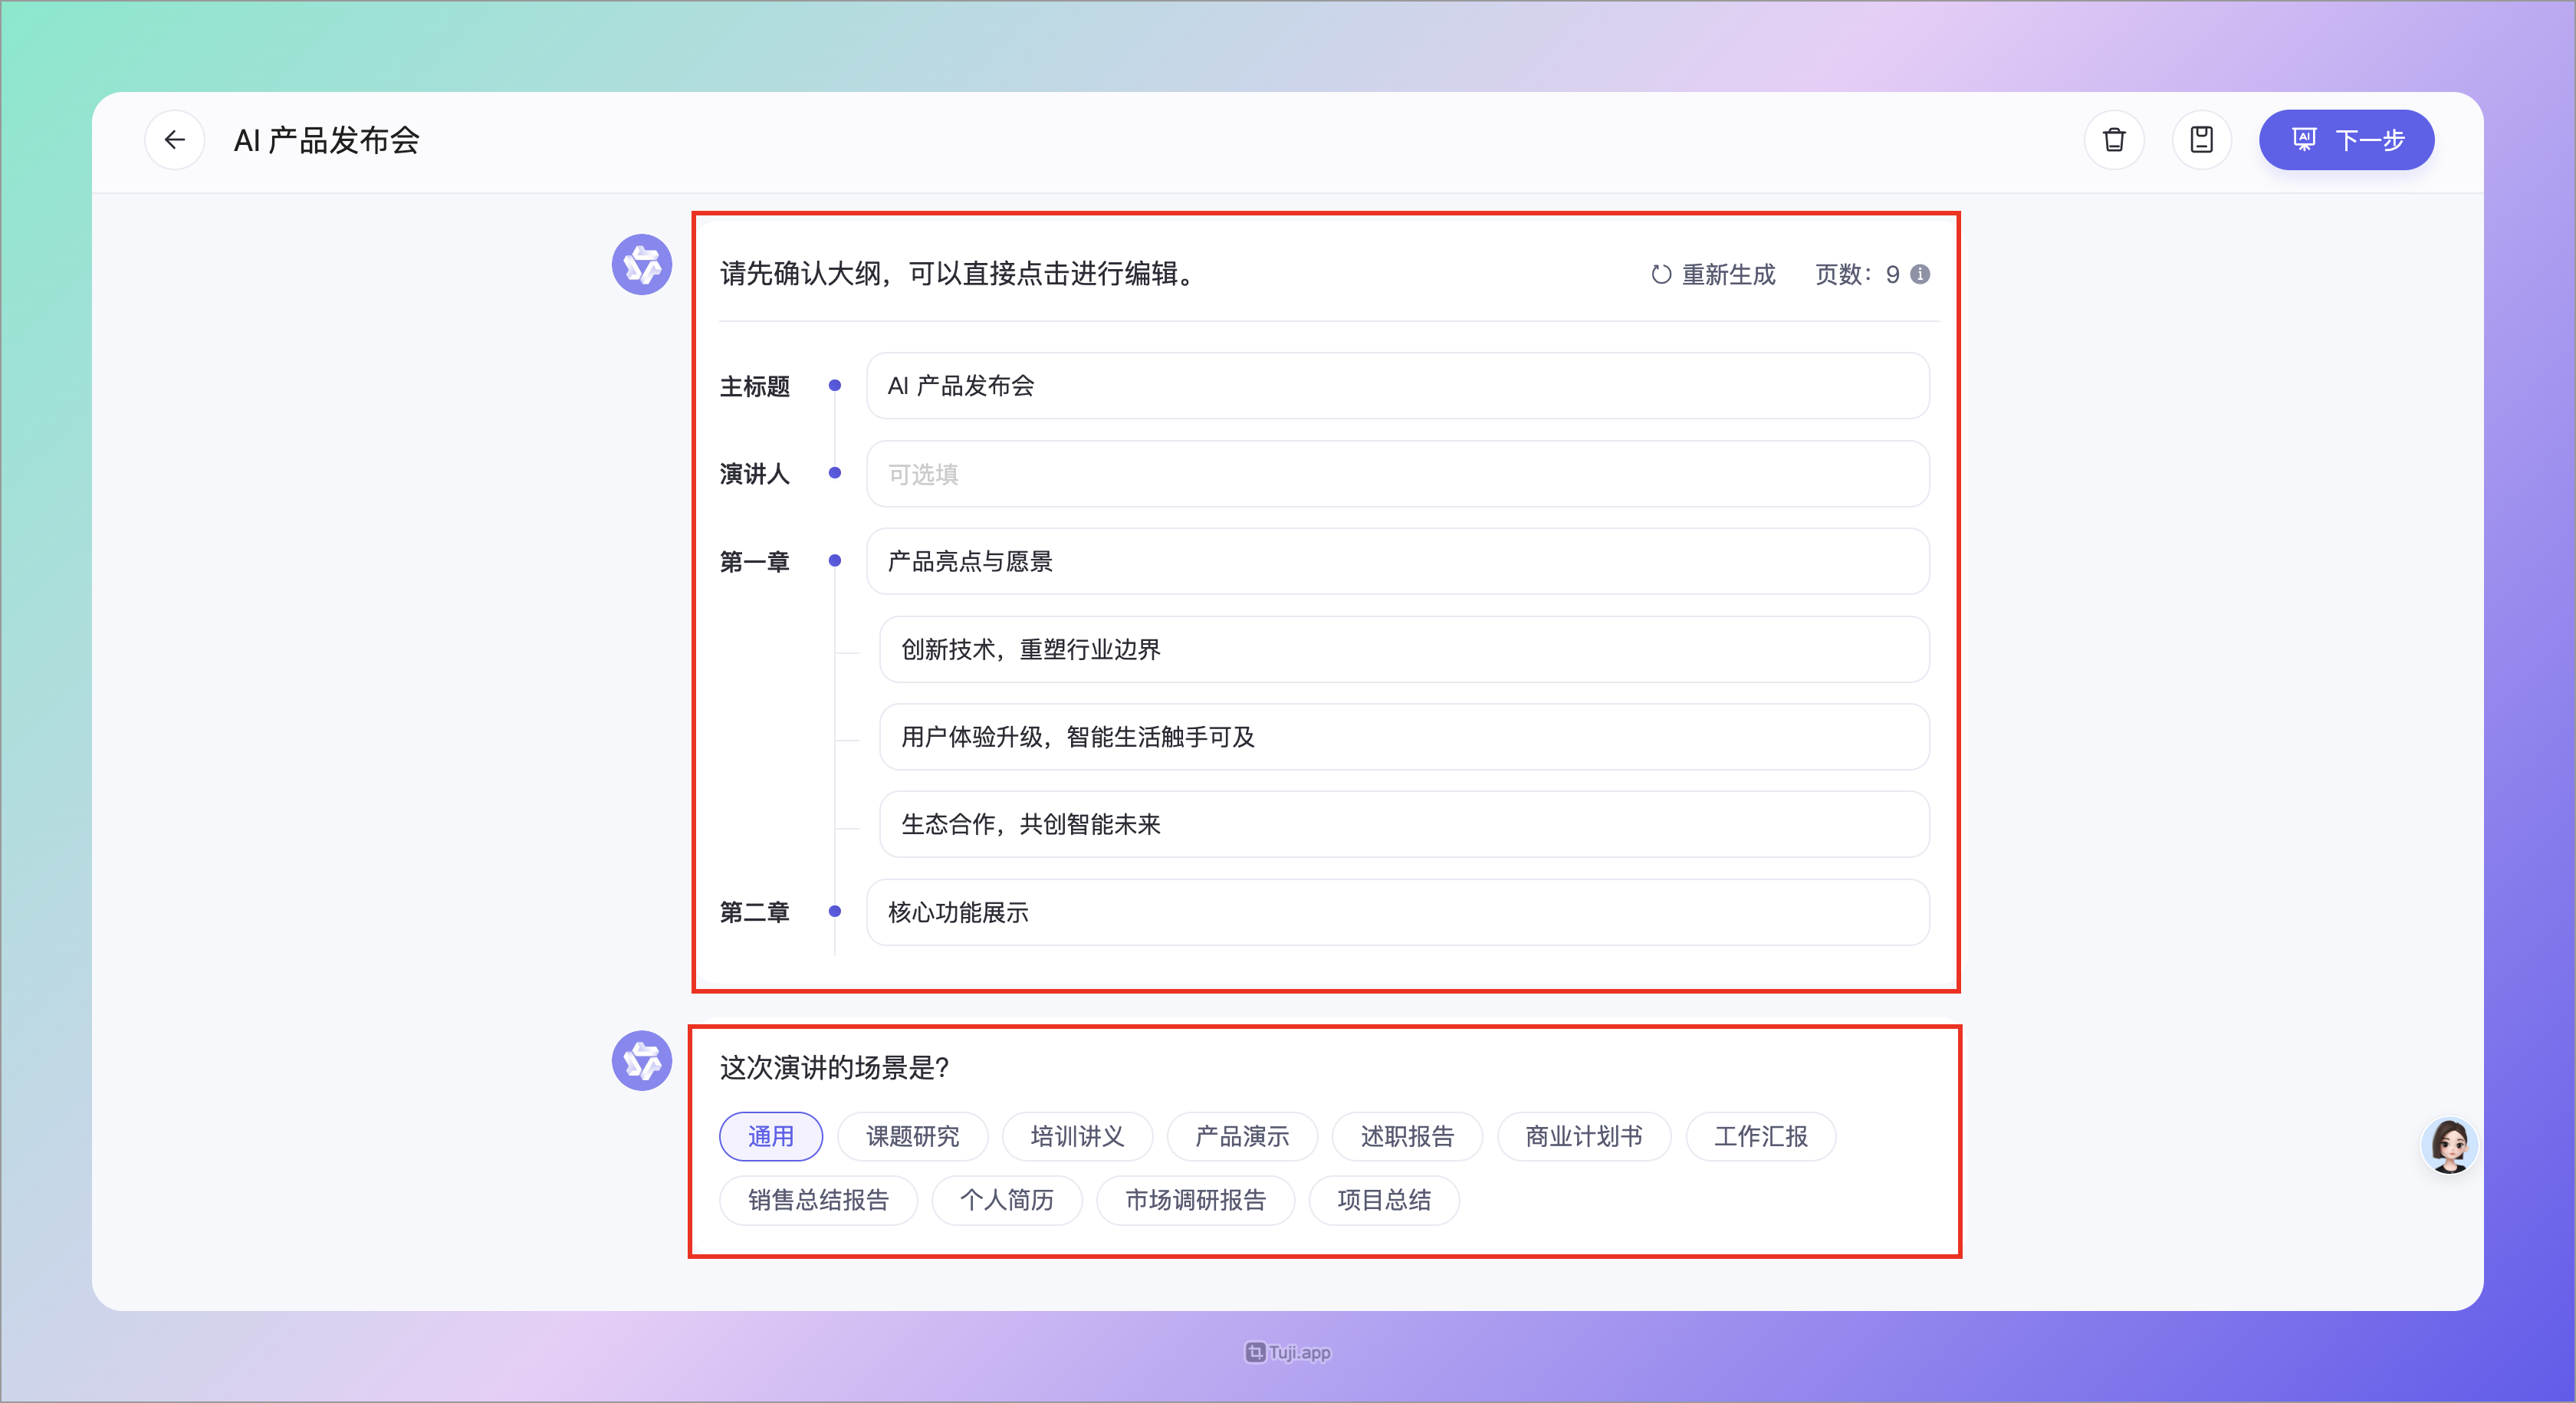 AI 产品发布会
AI 下一步
请先确认大纲，可以直接点击进行编辑。
重新生成 页数：9
主标题 AI 产品发布会
演讲人 可选填
第一章 产品亮点与愿景
创新技术，重塑行业边界
用户体验升级，智能生活触手可及
生态合作，共创智能未来
第二章 核心功能展示
这次演讲的场景是？
通用 课题研究 培训讲义 产品演示 述职报告 商业计划书 工作汇报
销售总结报告 个人简历 市场调研报告 项目总结
Tuji.app